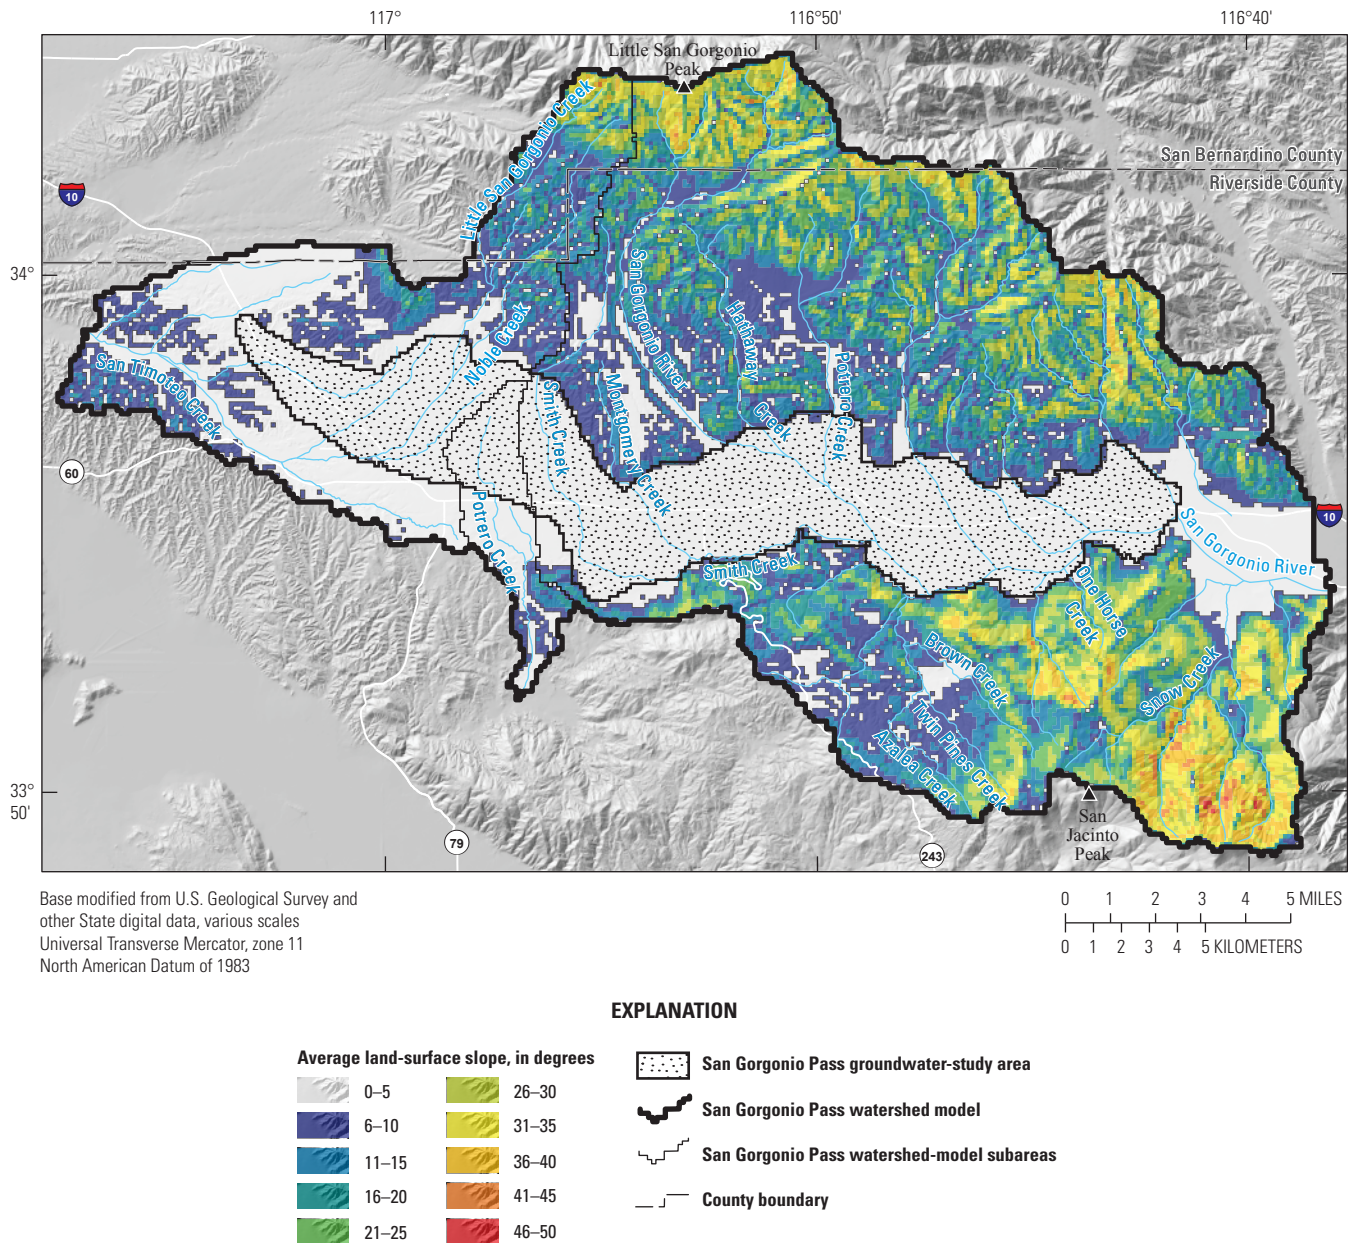 117°
116°50'
116°40'
Little San Gorgonio
Peak
San Bernardino County
Riverside County
10
Little San Gorgonio Creek
34°
San Gorgonio River
Hathaway
Creek
Noble Creek
Potrero Creek
San Timoteo Creek
Smith Creek
Montgomery Creek
60
Potrero Creek
10
San Gorgonio River
Smith Creek
One Horse
Creek
Brown Creek
Snow Creek
Twin Pines Creek
Azalea Creek
33°
50'
San
Jacinto
Peak
79
243
Base modified from U.S. Geological Survey and
other State digital data, various scales
Universal Transverse Mercator, zone 11
North American Datum of 1983
0 1 2 3 4 5 MILES
0 1 2 3 4 5 KILOMETERS
EXPLANATION
Average land-surface slope, in degrees
0–5
6–10
11–15
16–20
21–25
26–30
31–35
36–40
41–45
46–50
San Gorgonio Pass groundwater-study area
San Gorgonio Pass watershed model
San Gorgonio Pass watershed-model subareas
County boundary